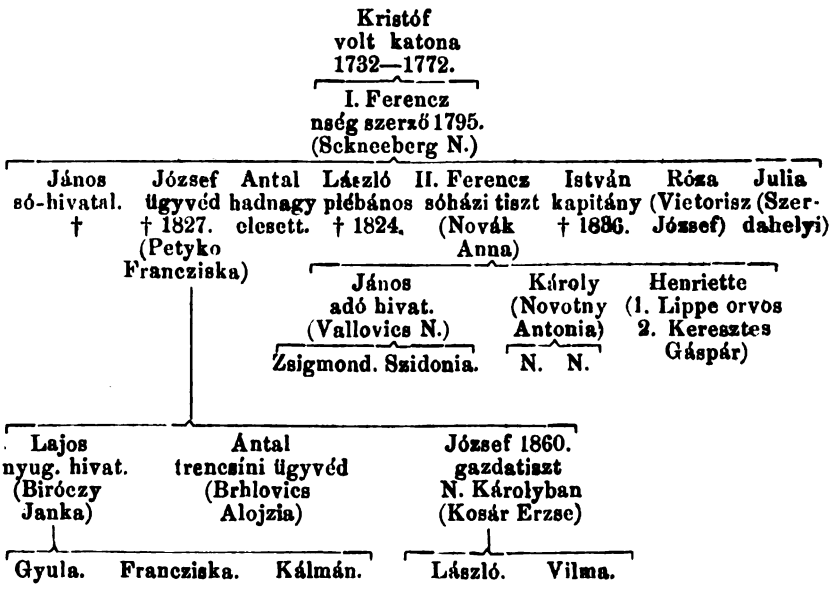 Kristóf
volt katona
1732—1772.
I. Ferencz
nség szerző 1795.
(Sckneeberg N.)
János József Antal László II. Ferencz István Róza Julia
só-hivatal. ügyvéd hadnagy plébános sóházi tiszt kapitány (Vietorisz (Szer-
† † 1827. elesett. † 1824. (Novák † 1836. József) dahelyi)
(Petyko Anna)
Francziska)
János Károly Henriette
adó hivat. (Novotny (1. Lippe orvos
(Vallovics N.) Antonia) 2. Keresztes
Zsigmond. Szidonia. N. N. Gáspár)
Lajos Antal József 1860.
nyug. hivat. trencsíni ügyvéd gazdatiszt
(Biróczy (Brhlovics N. Károlyban
Janka) Alojzia) (Kosár Erzse)
Gyula. Francziska. Kálmán. László. Vilma.